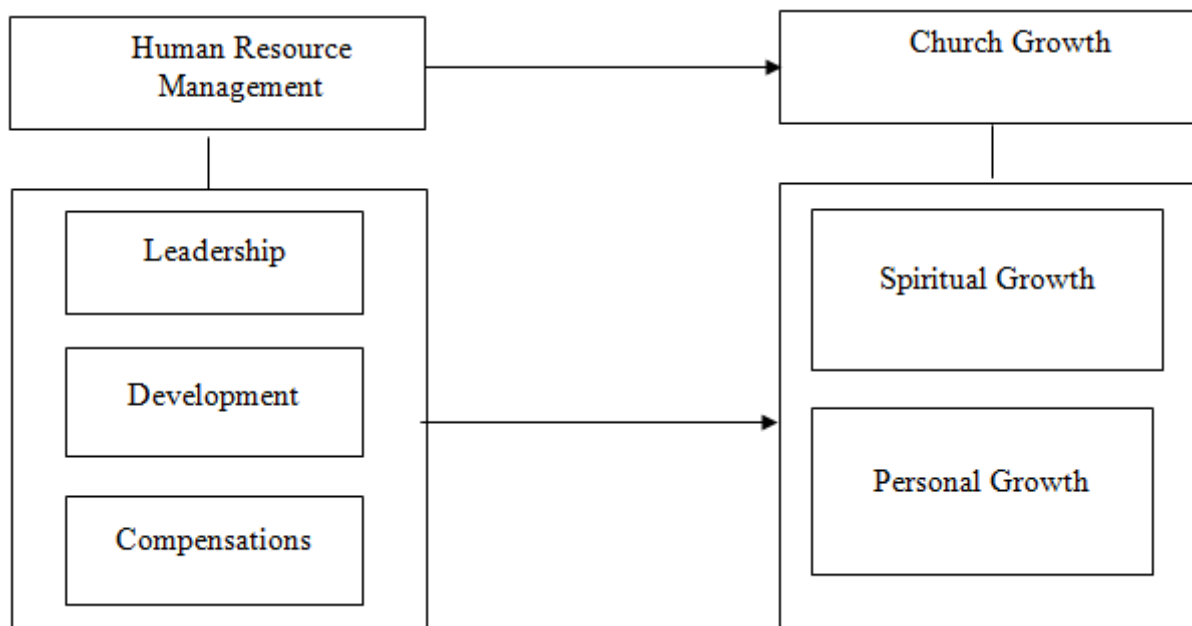 Human Resource
Management
Church Growth
Leadership
Development
Compensations
Spiritual Growth
Personal Growth